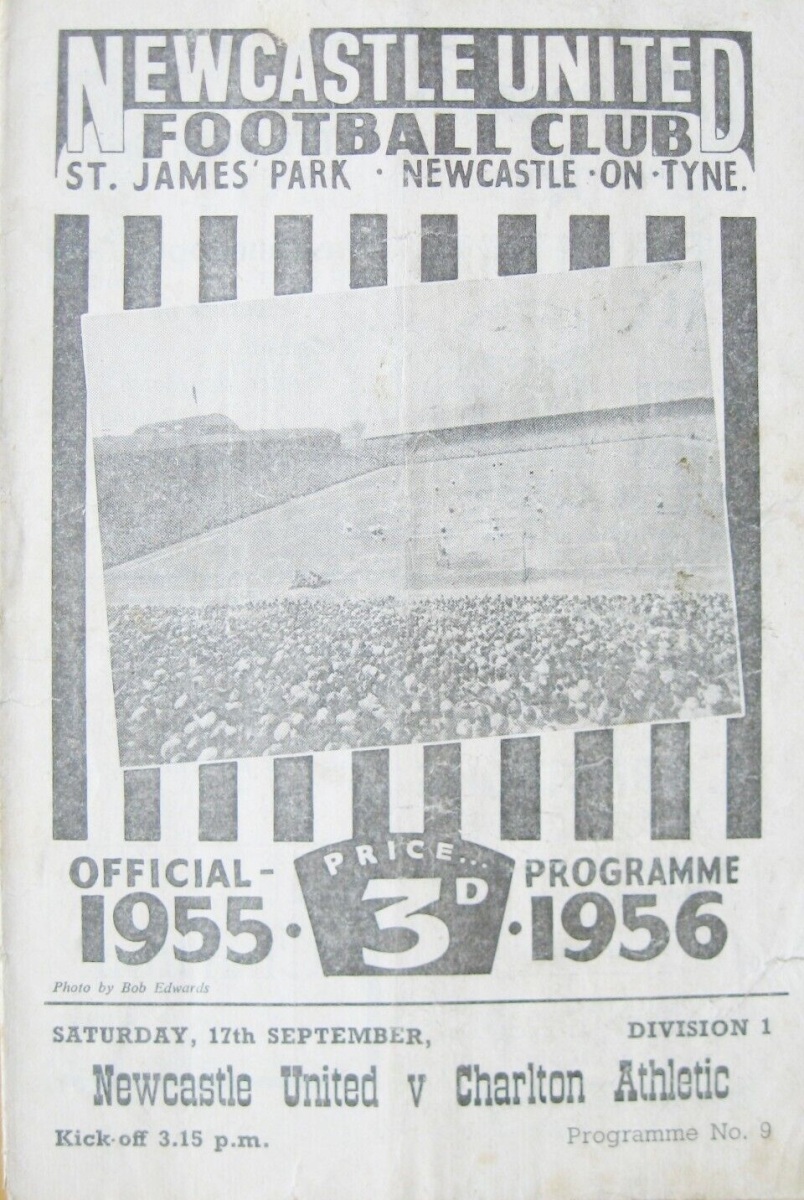 NEWCASTLE UNITED
FOOTBALL CLUB
ST. JAMES' PARK · NEWCASTLE · ON · TYNE.
PRICE...
OFFICIAL - 3D PROGRAMME
1955 · · 1956
Photo by Bob Edwards
SATURDAY, 17th SEPTEMBER, DIVISION 1
Newcastle United v Charlton Athletic
Kick-off 3.15 p.m. Programme No. 9